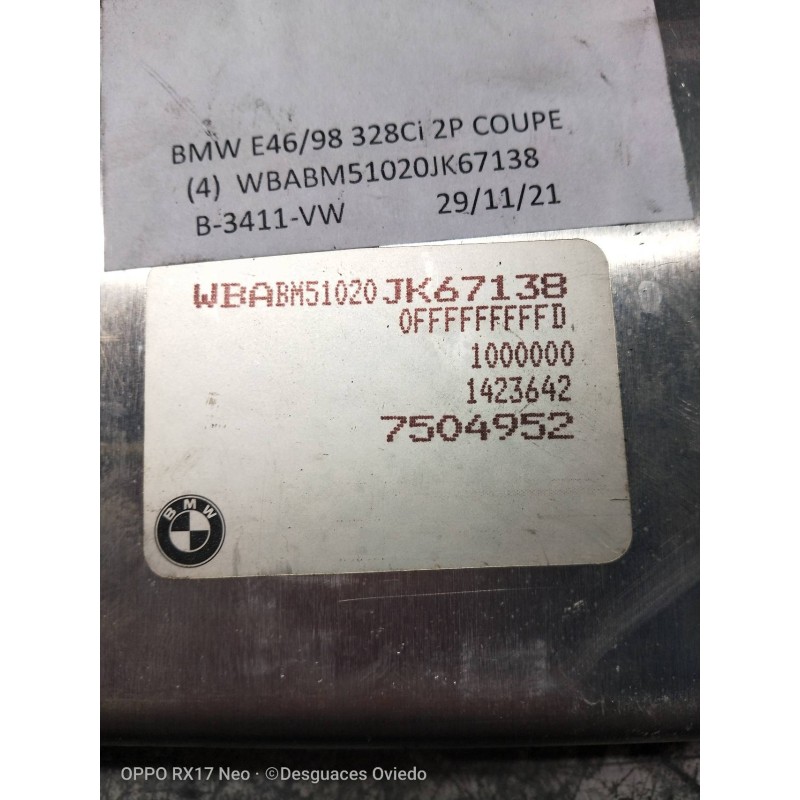 BMW E46/98 328Ci 2P COUPE
(4) WBABM51020JK67138
B-3411-VW 29/11/21
WBABM51020JK67138
0FFFFFFFFFD
1000000
1423642
7504952
BMW
OPPO RX17 Neo · ©Desguaces Oviedo